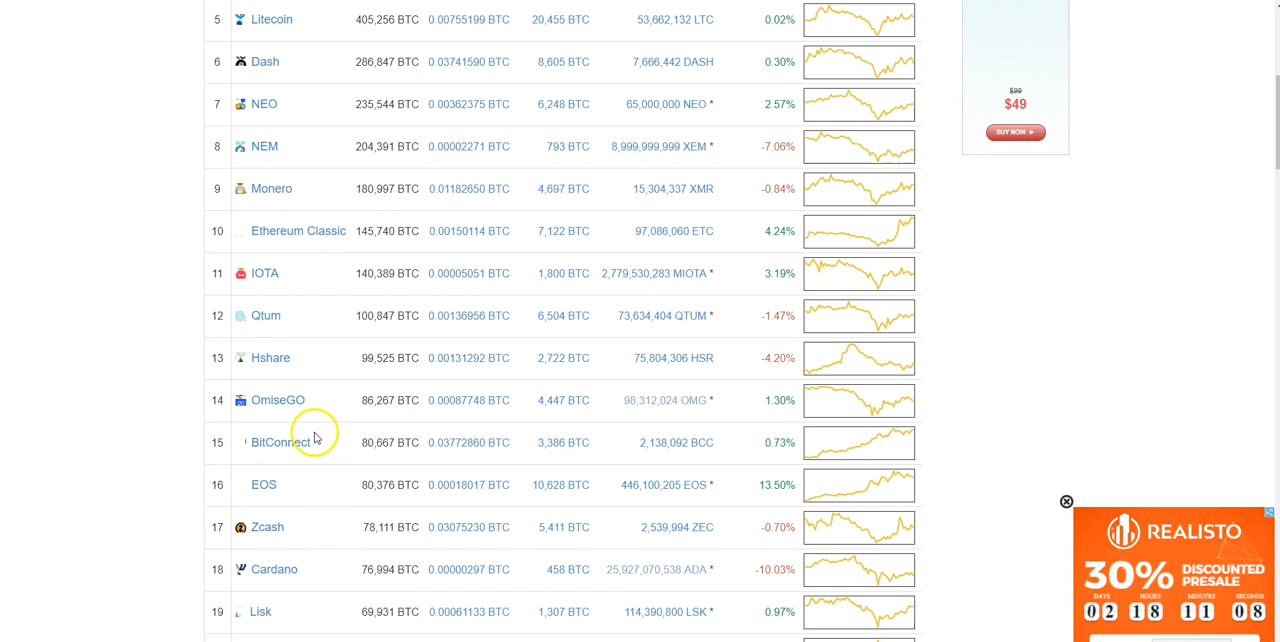 5 Litecoin 405,256 BTC 0.00755199 BTC 20,455 BTC 53,662,132 LTC 0.02%
6 Dash 286,847 BTC 0.03741590 BTC 8,605 BTC 7,666,442 DASH 0.30%
7 NEO 235,544 BTC 0.00362375 BTC 6,248 BTC 65,000,000 NEO * 2.57%
8 NEM 204,391 BTC 0.00002271 BTC 793 BTC 8,999,999,999 XEM * -7.06%
9 Monero 180,997 BTC 0.01182650 BTC 4,697 BTC 15,304,337 XMR -0.84%
10 Ethereum Classic 145,740 BTC 0.00150114 BTC 7,122 BTC 97,086,060 ETC 4.24%
11 IOTA 140,389 BTC 0.00005051 BTC 1,800 BTC 2,779,530,283 MIOTA * 3.19%
12 Qtum 100,847 BTC 0.00136956 BTC 6,504 BTC 73,634,404 QTUM * -1.47%
13 Hshare 99,525 BTC 0.00131292 BTC 2,722 BTC 75,804,306 HSR -4.20%
14 OmiseGO 86,267 BTC 0.00087748 BTC 4,447 BTC 98,312,024 OMG * 1.30%
15 BitConnect 80,667 BTC 0.03772860 BTC 3,386 BTC 2,138,092 BCC 0.73%
16 EOS 80,376 BTC 0.00018017 BTC 10,628 BTC 446,100,205 EOS * 13.50%
17 Zcash 78,111 BTC 0.03075230 BTC 5,411 BTC 2,539,994 ZEC -0.70%
18 Cardano 76,994 BTC 0.00000297 BTC 458 BTC 25,927,070,538 ADA * -10.03%
19 Lisk 69,931 BTC 0.00061133 BTC 1,307 BTC 114,390,800 LSK * 0.97%
$99
$49
BUY NOW
REALISTO
30% DISCOUNTED PRESALE
DAYS HOURS MINUTES SECONDS
02 18 11 08